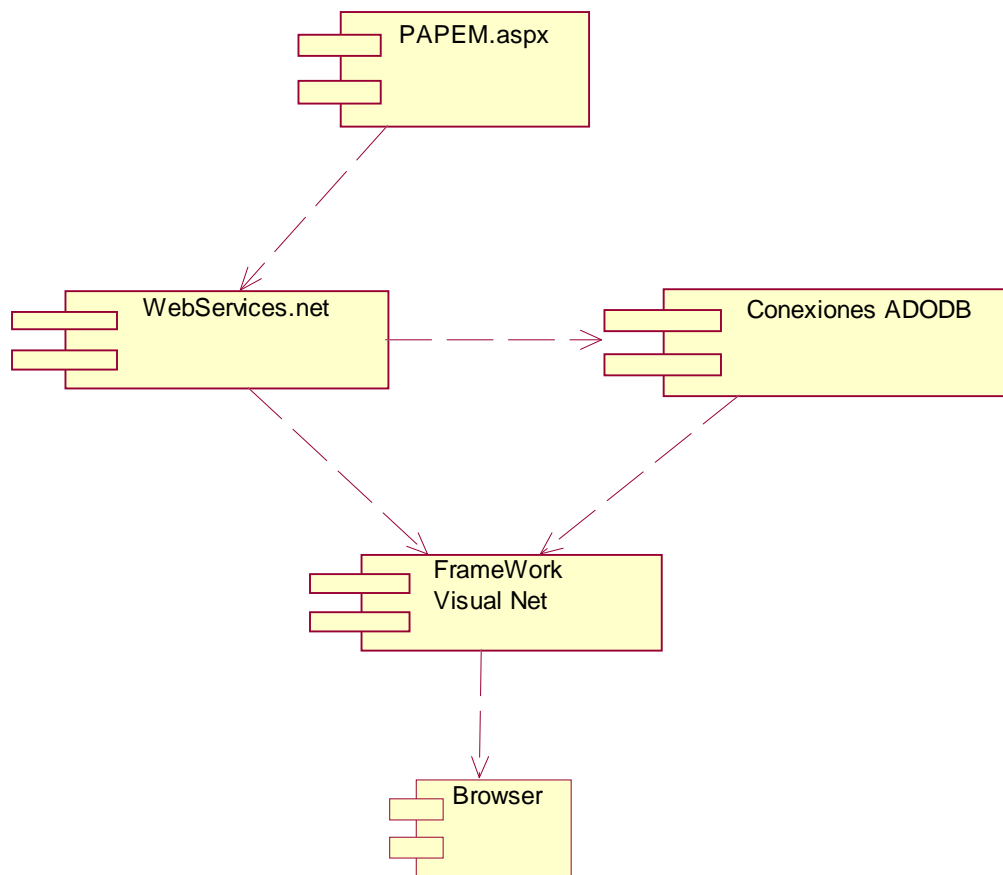 PAPEM.aspx
WebServices.net
Conexiones ADODB
FrameWork
Visual Net
Browser